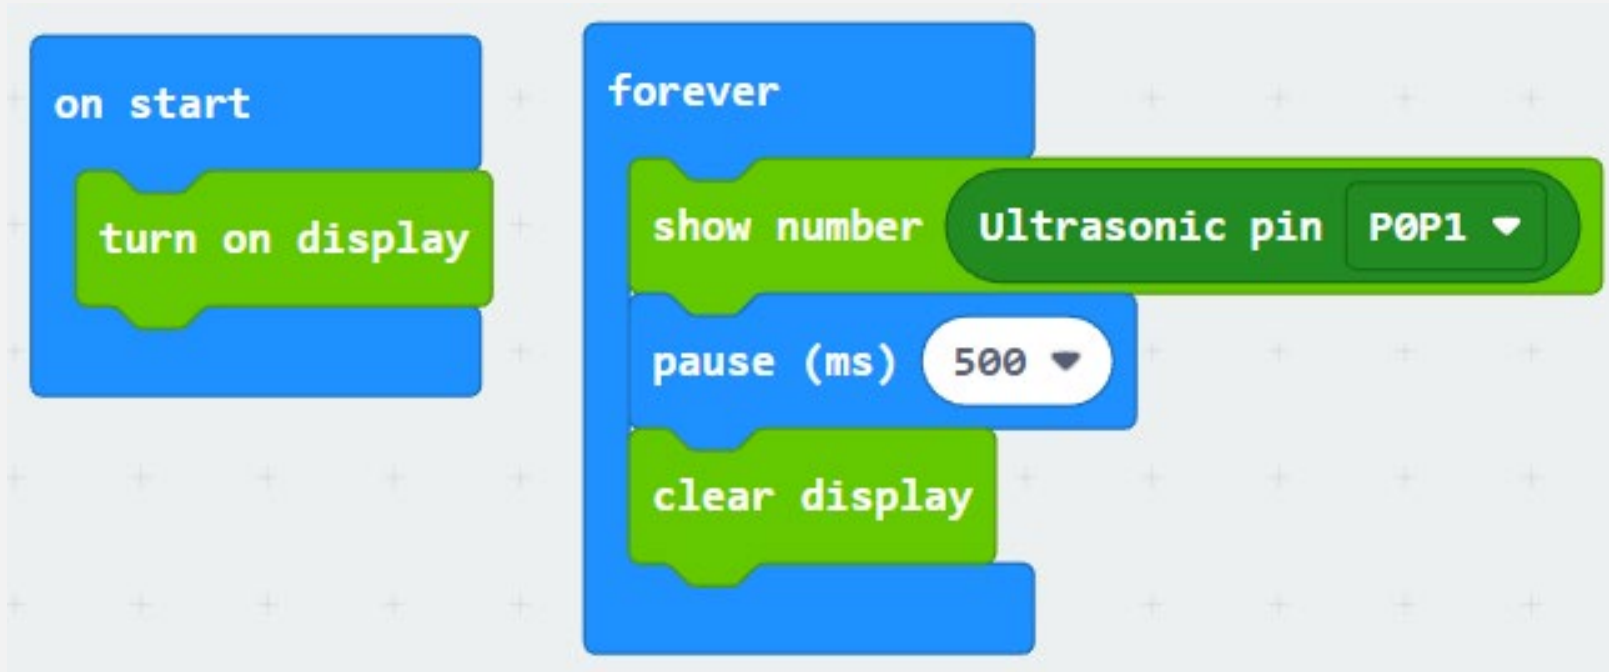 on start
turn on display
forever
show number Ultrasonic pin P0P1
pause (ms) 500
clear display